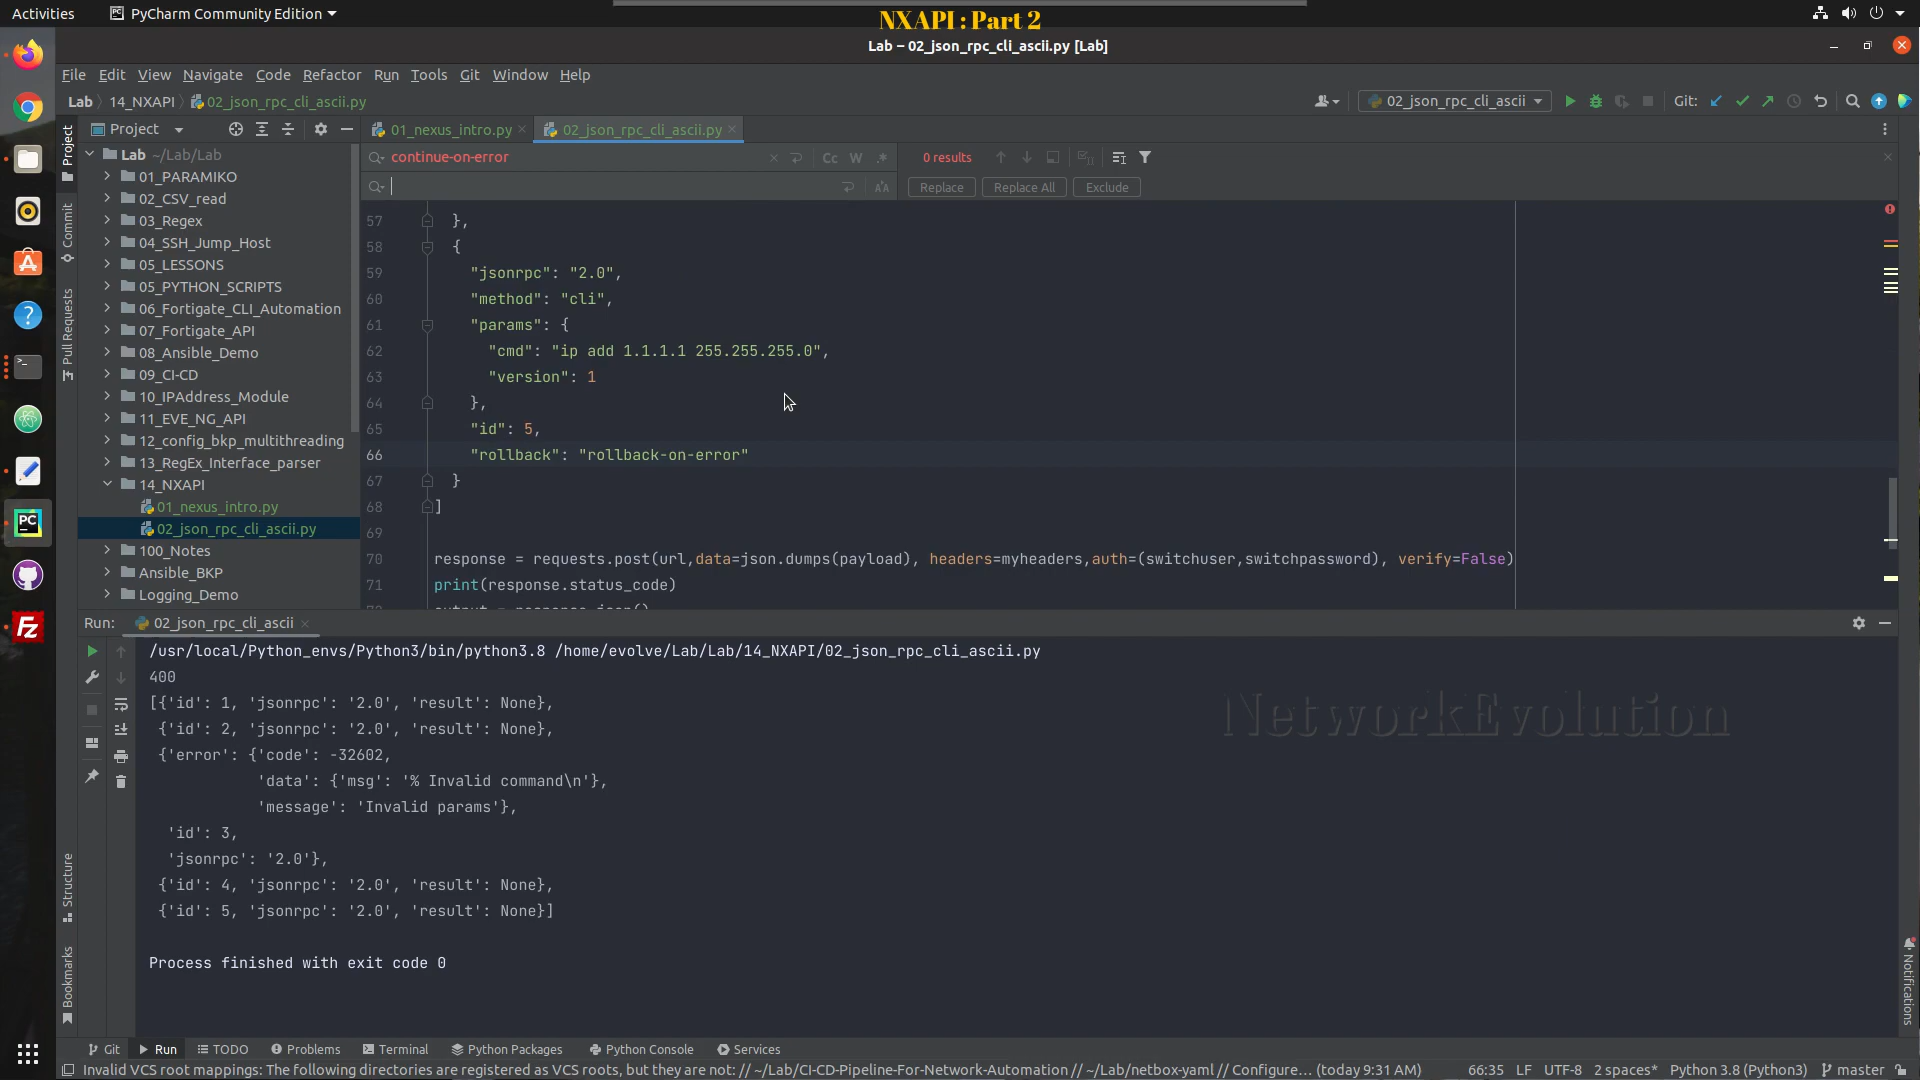 Activities
PyCharm Community Edition
NXAPI : Part 2
Lab – 02_json_rpc_cli_ascii.py [Lab]
File Edit View Navigate Code Refactor Run Tools Git Window Help
Lab 14_NXAPI 02_json_rpc_cli_ascii.py
02_json_rpc_cli_ascii
Git:
Project
01_nexus_intro.py
02_json_rpc_cli_ascii.py
continue-on-error
Cc W .*
0 results
Replace
Replace All
Exclude
Project
Commit
Pull Requests
Lab ~/Lab/Lab
01_PARAMIKO
02_CSV_read
03_Regex
04_SSH_Jump_Host
05_LESSONS
05_PYTHON_SCRIPTS
06_Fortigate_CLI_Automation
07_Fortigate_API
08_Ansible_Demo
09_CI-CD
10_IPAddress_Module
11_EVE_NG_API
12_config_bkp_multithreading
13_RegEx_Interface_parser
14_NXAPI
01_nexus_intro.py
02_json_rpc_cli_ascii.py
100_Notes
Ansible_BKP
Logging_Demo
57 },
58 {
59 "jsonrpc": "2.0",
60 "method": "cli",
61 "params": {
62 "cmd": "ip add 1.1.1.1 255.255.255.0",
63 "version": 1
64 },
65 "id": 5,
66 "rollback": "rollback-on-error"
67 }
68 ]
69
70 response = requests.post(url,data=json.dumps(payload), headers=myheaders,auth=(switchuser,switchpassword), verify=False)
71 print(response.status_code)
72 output = response.json()
Run: 02_json_rpc_cli_ascii
/usr/local/Python_envs/Python3/bin/python3.8 /home/evolve/Lab/Lab/14_NXAPI/02_json_rpc_cli_ascii.py
400
[{'id': 1, 'jsonrpc': '2.0', 'result': None},
{'id': 2, 'jsonrpc': '2.0', 'result': None},
{'error': {'code': -32602,
'data': {'msg': '% Invalid command\n'},
'message': 'Invalid params'},
'id': 3,
'jsonrpc': '2.0'},
{'id': 4, 'jsonrpc': '2.0', 'result': None},
{'id': 5, 'jsonrpc': '2.0', 'result': None}]
Process finished with exit code 0
NetworkEvolution
Structure
Bookmarks
Notifications
Git Run TODO Problems Terminal Python Packages Python Console Services
Invalid VCS root mappings: The following directories are registered as VCS roots, but they are not: // ~/Lab/CI-CD-Pipeline-For-Network-Automation // ~/Lab/netbox-yaml // Configure... (today 9:31 AM)
66:35 LF UTF-8 2 spaces* Python 3.8 (Python3) master